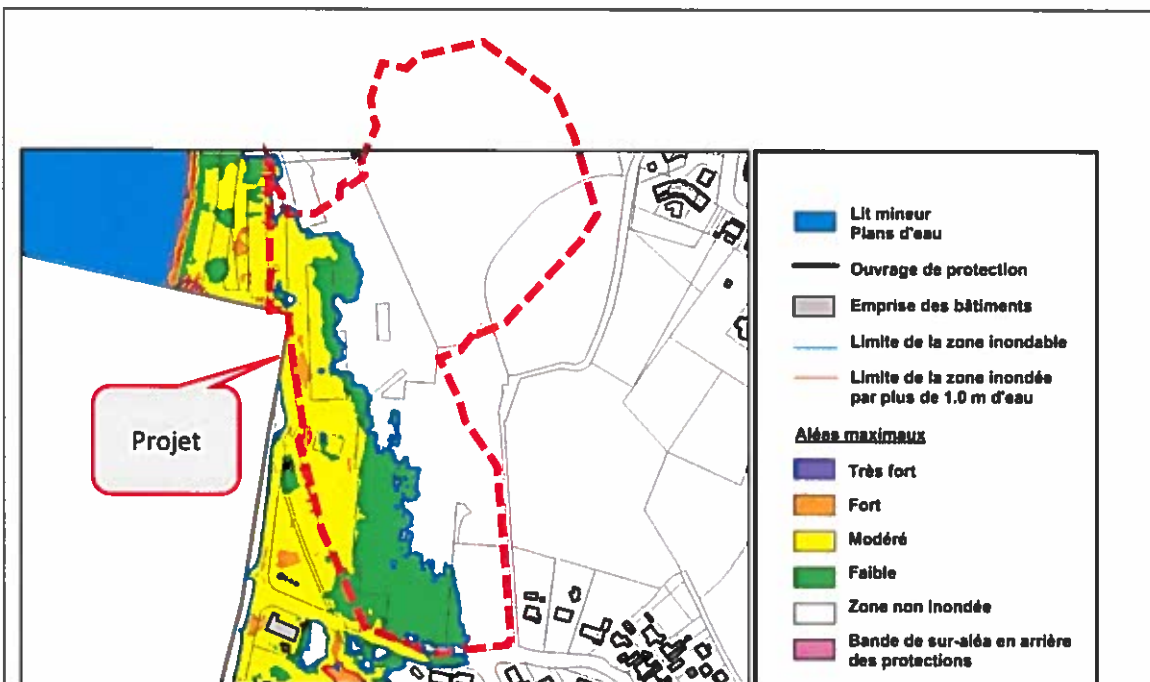 Projet
Lit mineur
Plans d'eau
Ouvrage de protection
Emprise des bâtiments
Limite de la zone inondable
Limite de la zone inondée
par plus de 1.0 m d'eau
Aléas maximaux
Très fort
Fort
Modéré
Faible
Zone non inondée
Bande de sur-aléa en arrière
des protections